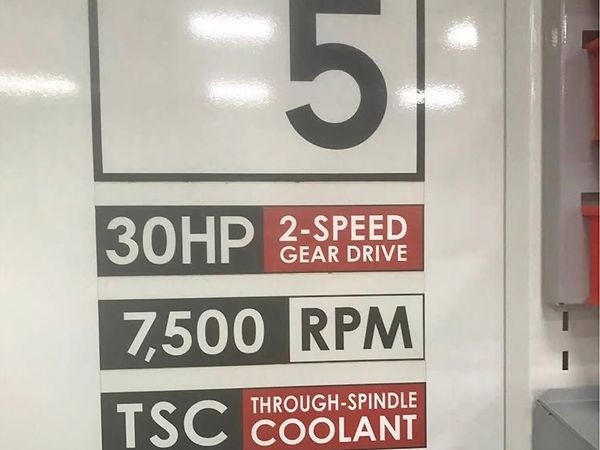 5
30HP 2-SPEED
GEAR DRIVE
7,500 RPM
TSC THROUGH-SPINDLE
COOLANT